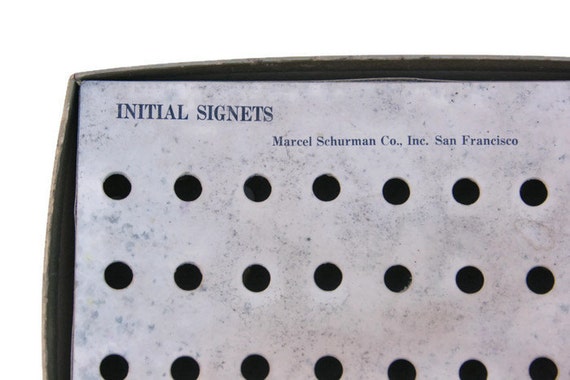 INITIAL SIGNETS
Marcel Schurman Co., Inc. San Francisco